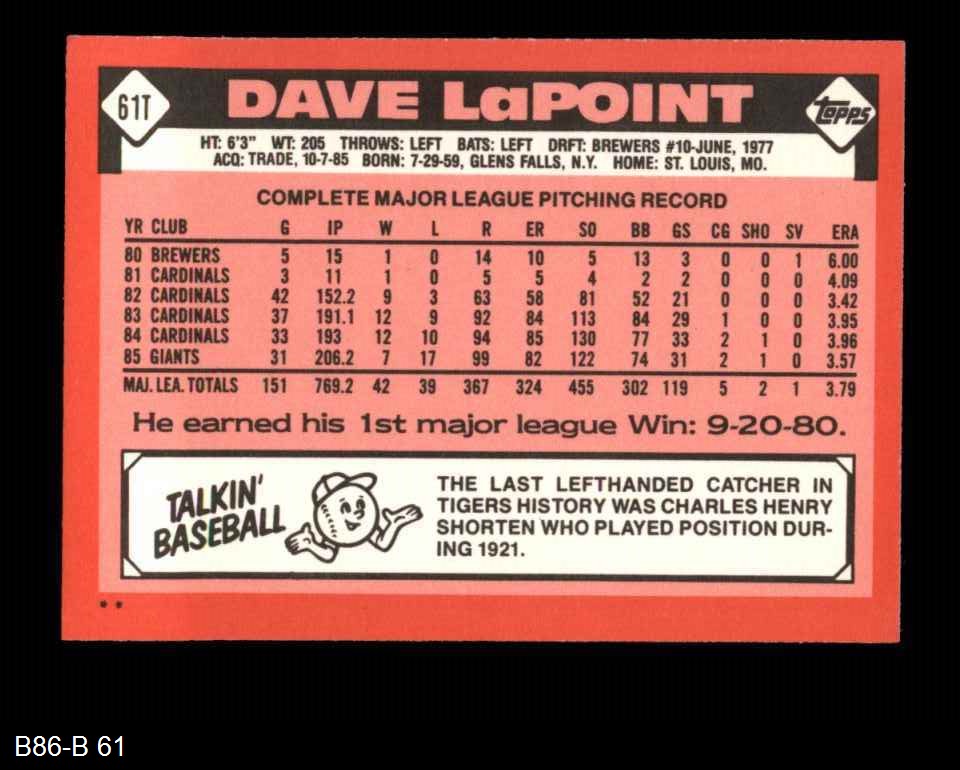 61T
DAVE LaPOINT
topps
HT: 6'3" WT: 205 THROWS: LEFT BATS: LEFT DRFT: BREWERS #10-JUNE, 1977
ACQ: TRADE, 10-7-85 BORN: 7-29-59, GLENS FALLS, N.Y. HOME: ST. LOUIS, MO.
COMPLETE MAJOR LEAGUE PITCHING RECORD
YR CLUB G IP W L R ER SO BB GS CG SHO SV ERA
80 BREWERS 5 15 1 0 14 10 5 13 3 0 0 1 6.00
81 CARDINALS 3 11 1 0 5 5 4 2 2 0 0 0 4.09
82 CARDINALS 42 152.2 9 3 63 58 81 52 21 0 0 0 3.42
83 CARDINALS 37 191.1 12 9 92 84 113 84 29 1 0 0 3.95
84 CARDINALS 33 193 12 10 94 85 130 77 33 2 1 0 3.96
85 GIANTS 31 206.2 7 17 99 82 122 74 31 2 1 0 3.57
MAJ. LEA. TOTALS 151 769.2 42 39 367 324 455 302 119 5 2 1 3.79
He earned his 1st major league Win: 9-20-80.
TALKIN'
BASEBALL
THE LAST LEFTHANDED CATCHER IN
TIGERS HISTORY WAS CHARLES HENRY
SHORTEN WHO PLAYED POSITION DUR-
ING 1921.
**
B86-B 61